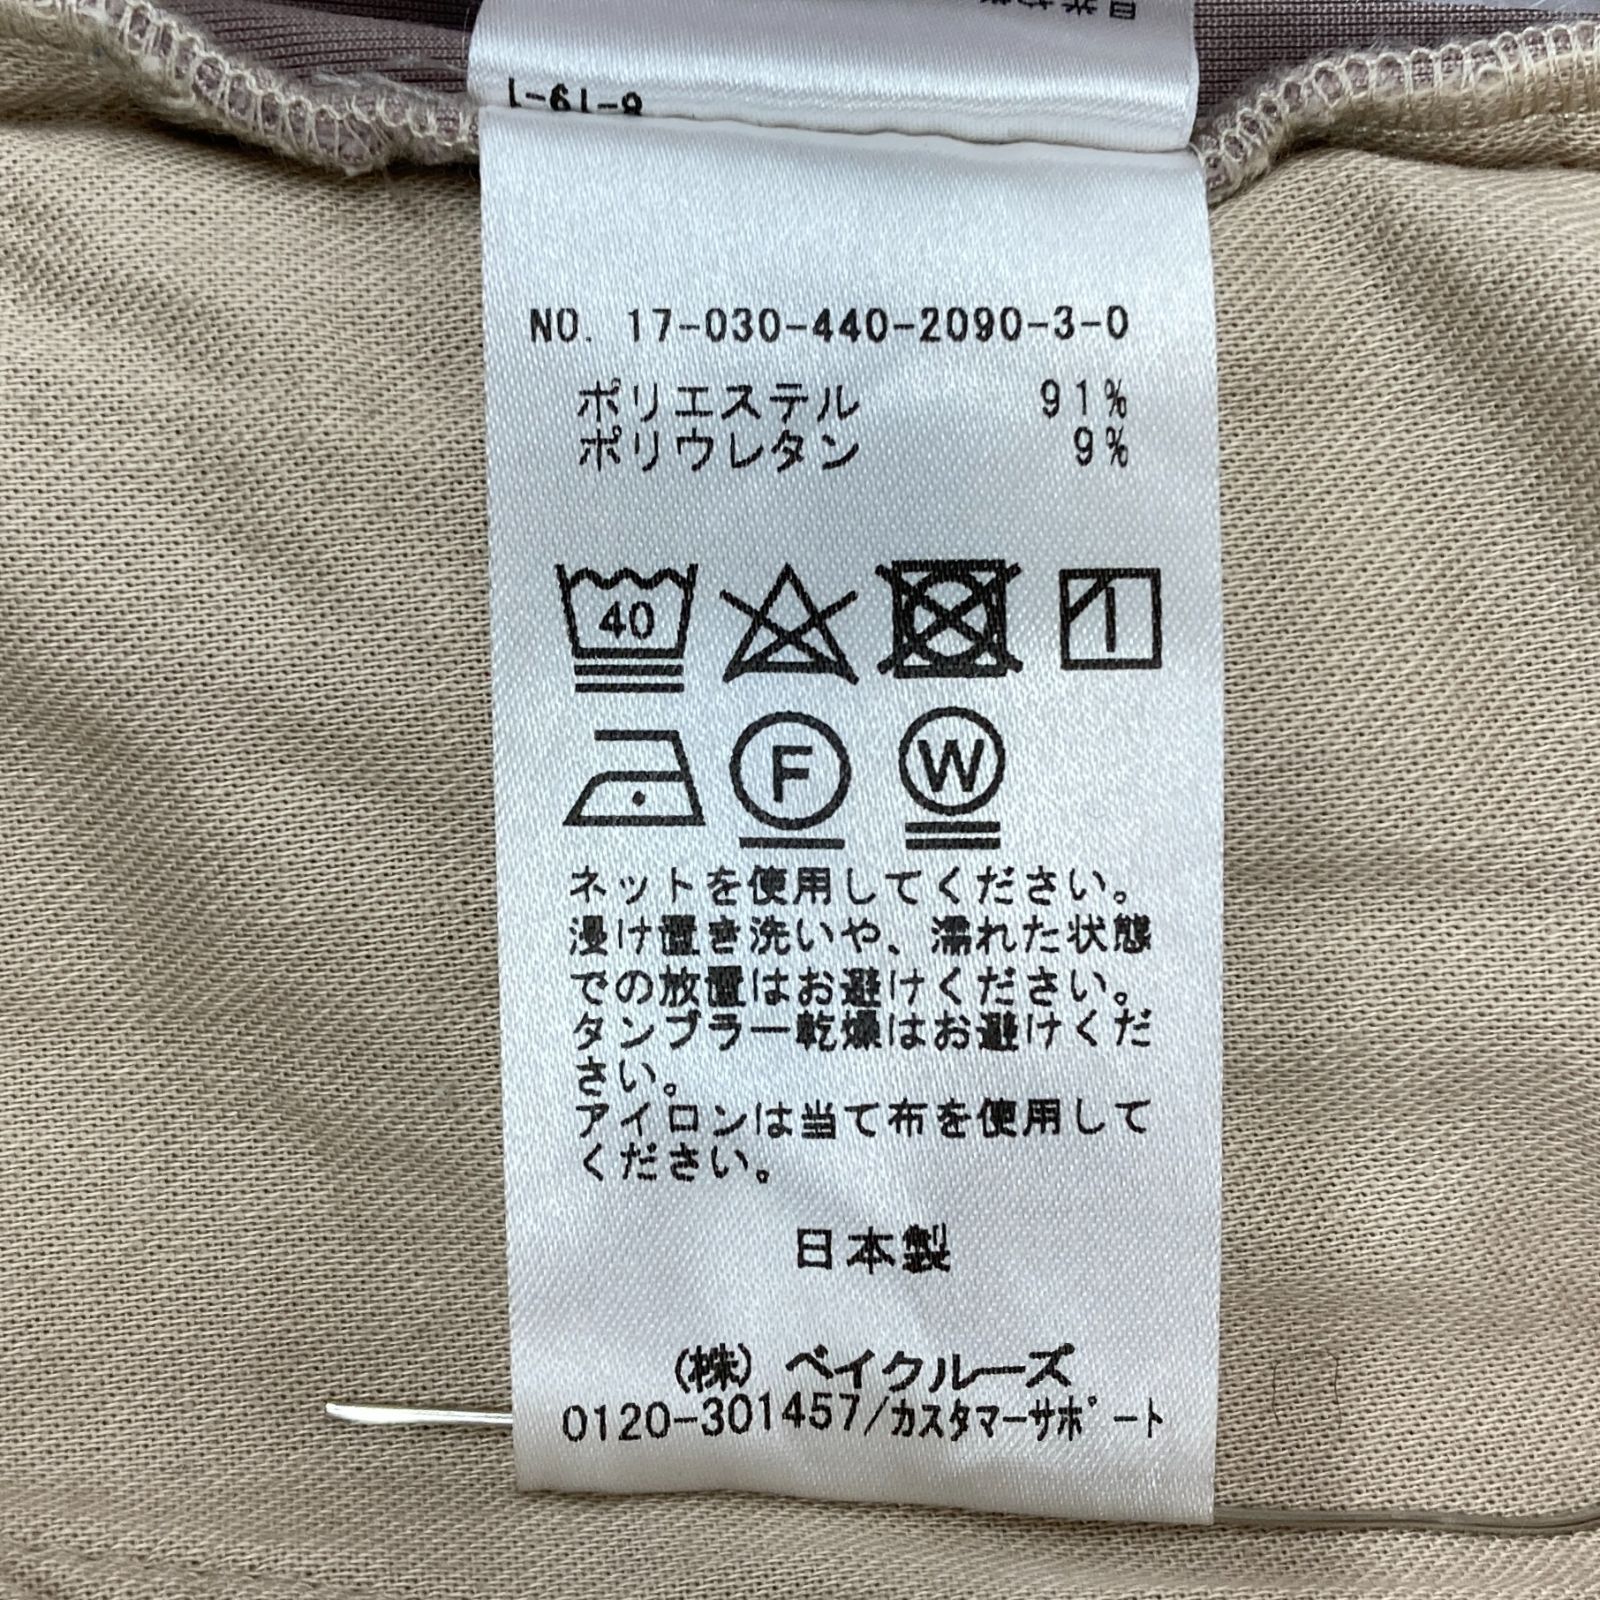 6-19-1
NO. 17-030-440-2090-3-0
ポリエステル 91%
ポリウレタン 9%
40
F W
ネットを使用してください。
浸け置き洗いや、濡れた状態
での放置はお避けください。
タンブラー乾燥はお避けくだ
さい。
アイロンは当て布を使用して
ください。
日本製
(株) ベイクルーズ
0120-301457/カスタマーサポート